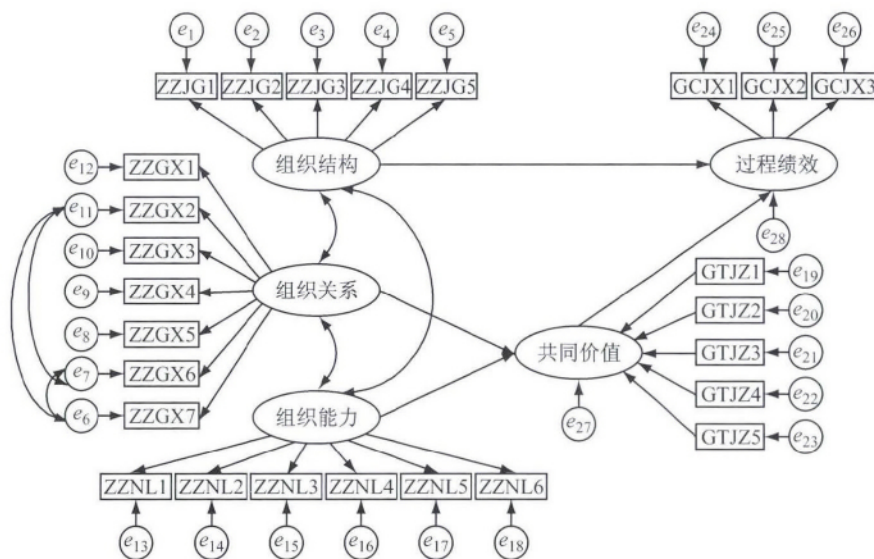 e1 e2 e3 e4 e5
e24 e25 e26
ZZJG1 ZZJG2 ZZJG3 ZZJG4 ZZJG5
GCJX1 GCJX2 GCJX3
组织结构
过程绩效
e12 ZZGX1
e11 ZZGX2
e10 ZZGX3
e9 ZZGX4
e8 ZZGX5
e7 ZZGX6
e6 ZZGX7
e28
组织关系
GTJZ1 e19
GTJZ2 e20
GTJZ3 e21
GTJZ4 e22
GTJZ5 e23
共同价值
e27
组织能力
ZZNL1 ZZNL2 ZZNL3 ZZNL4 ZZNL5 ZZNL6
e13 e14 e15 e16 e17 e18